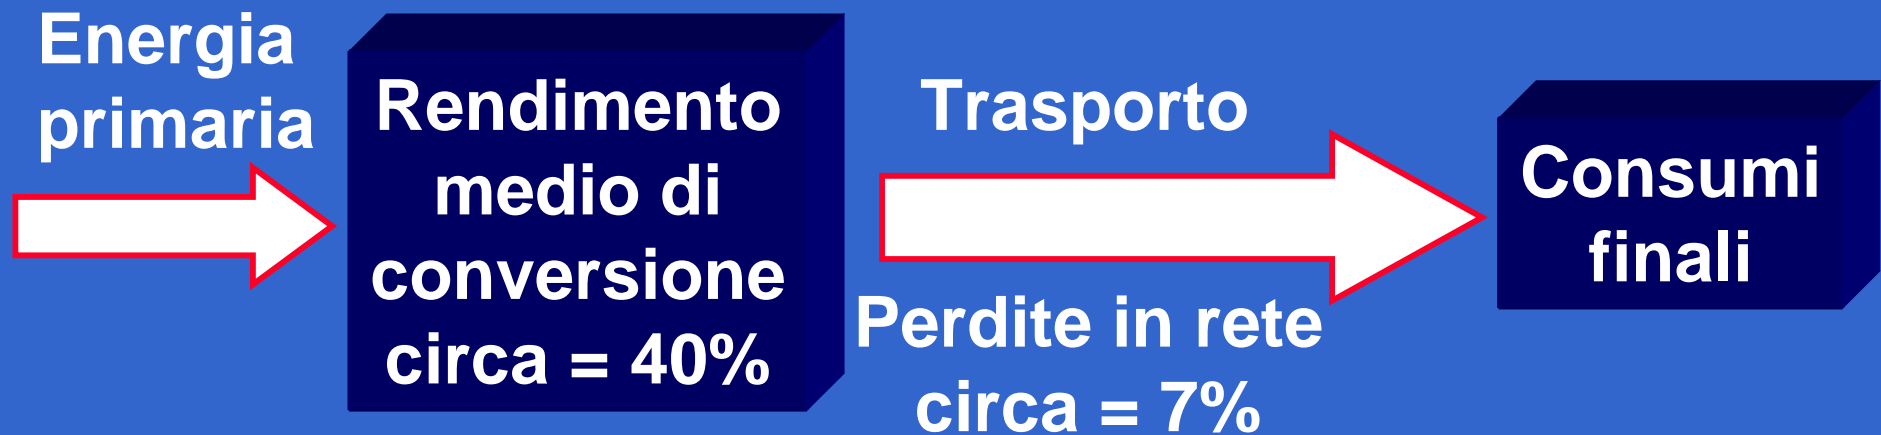 Energia
primaria
Rendimento
medio di
conversione
circa = 40%
Trasporto
Perdite in rete
circa = 7%
Consumi
finali